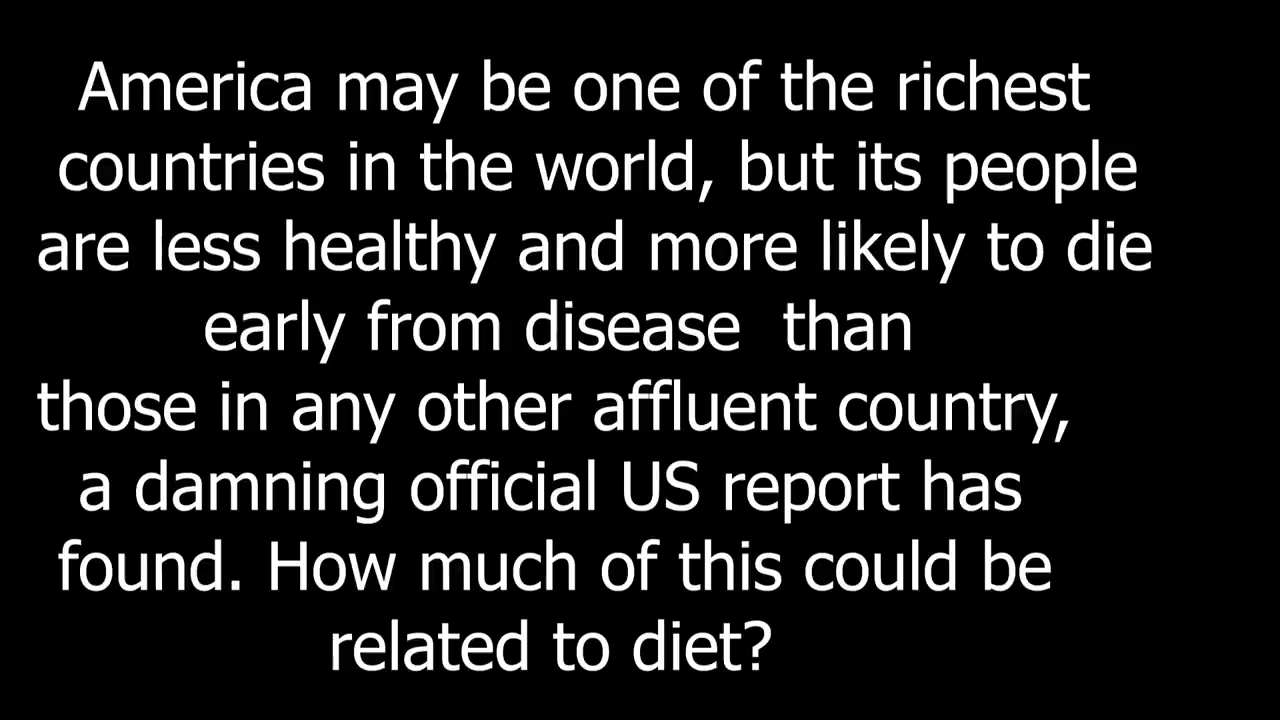 America may be one of the richest
countries in the world, but its people
are less healthy and more likely to die
early from disease  than
those in any other affluent country,
a damning official US report has
found. How much of this could be
related to diet?